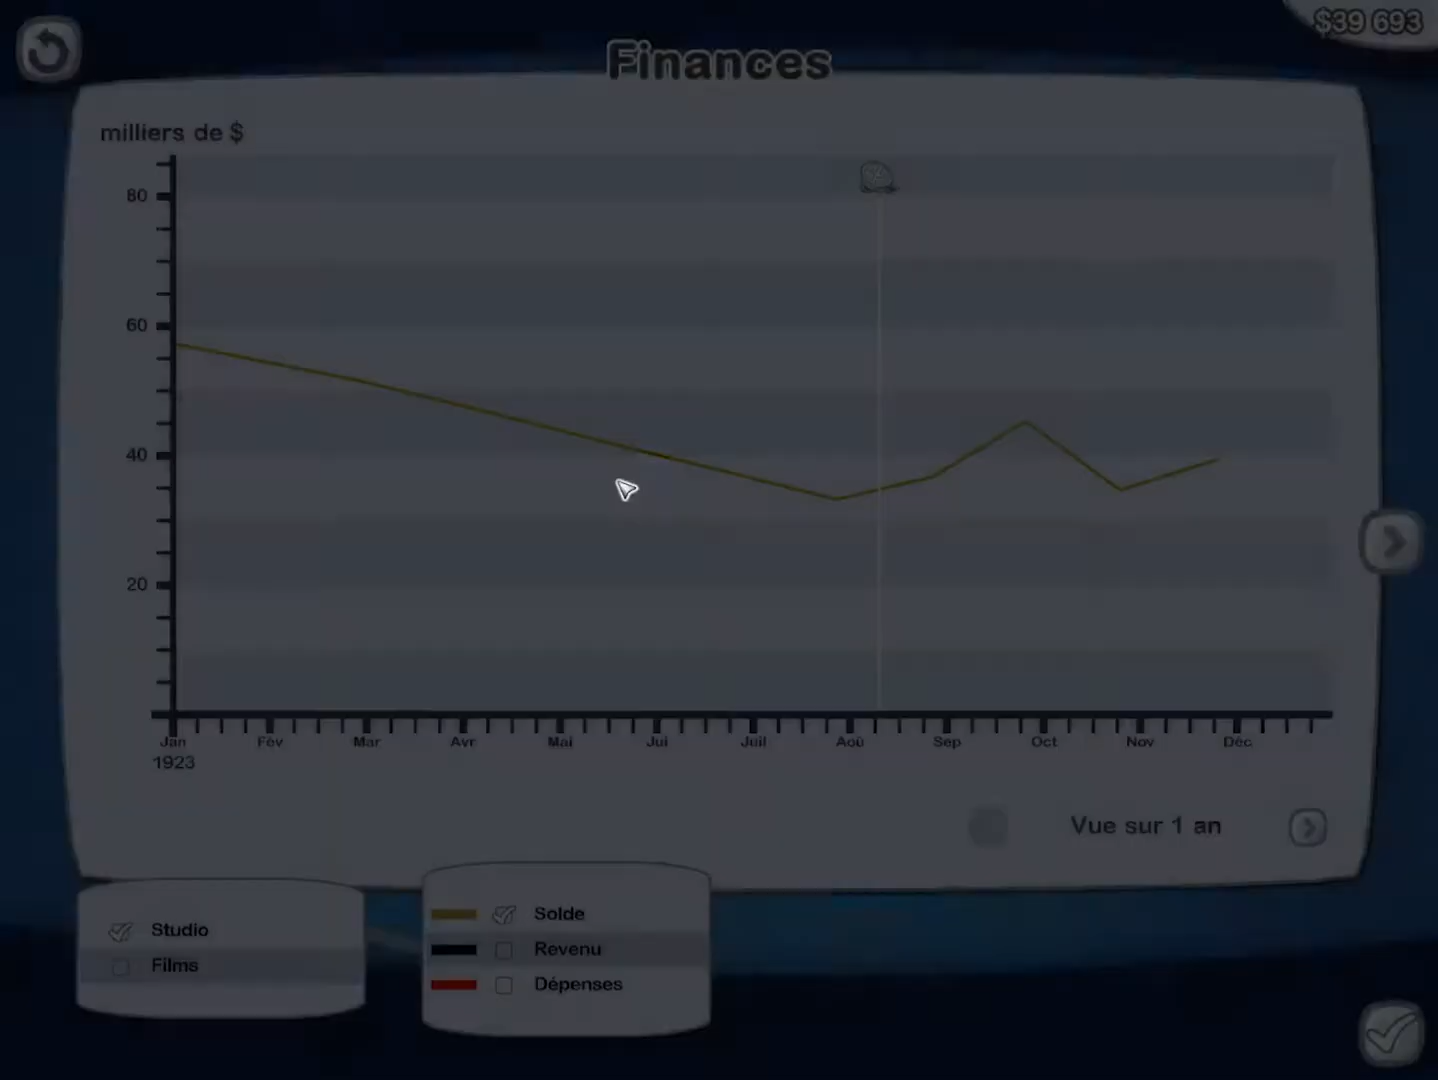 $39 693
Finances
milliers de $
80
60
40
20
Jan Fév Mar Avr Mai Jui Juil Aoû Sep Oct Nov Déc
1923
Vue sur 1 an
Studio
Films
Solde
Revenu
Dépenses